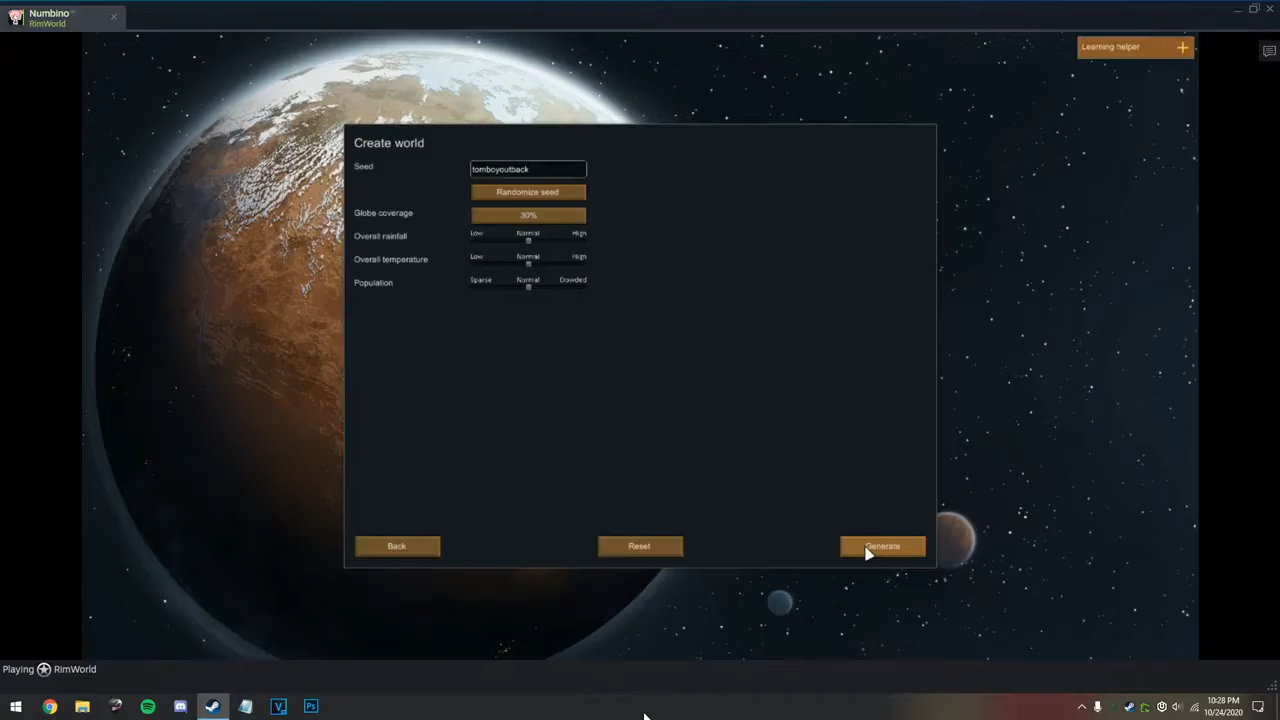 Numbino
RimWorld
Learning helper
Create world
Seed
tomboyoutback
Randomize seed
Globe coverage
30%
Overall rainfall
Low Normal High
Overall temperature
Low Normal High
Population
Sparse Normal Crowded
Back
Reset
Generate
Playing RimWorld
10:28 PM
10/24/2020